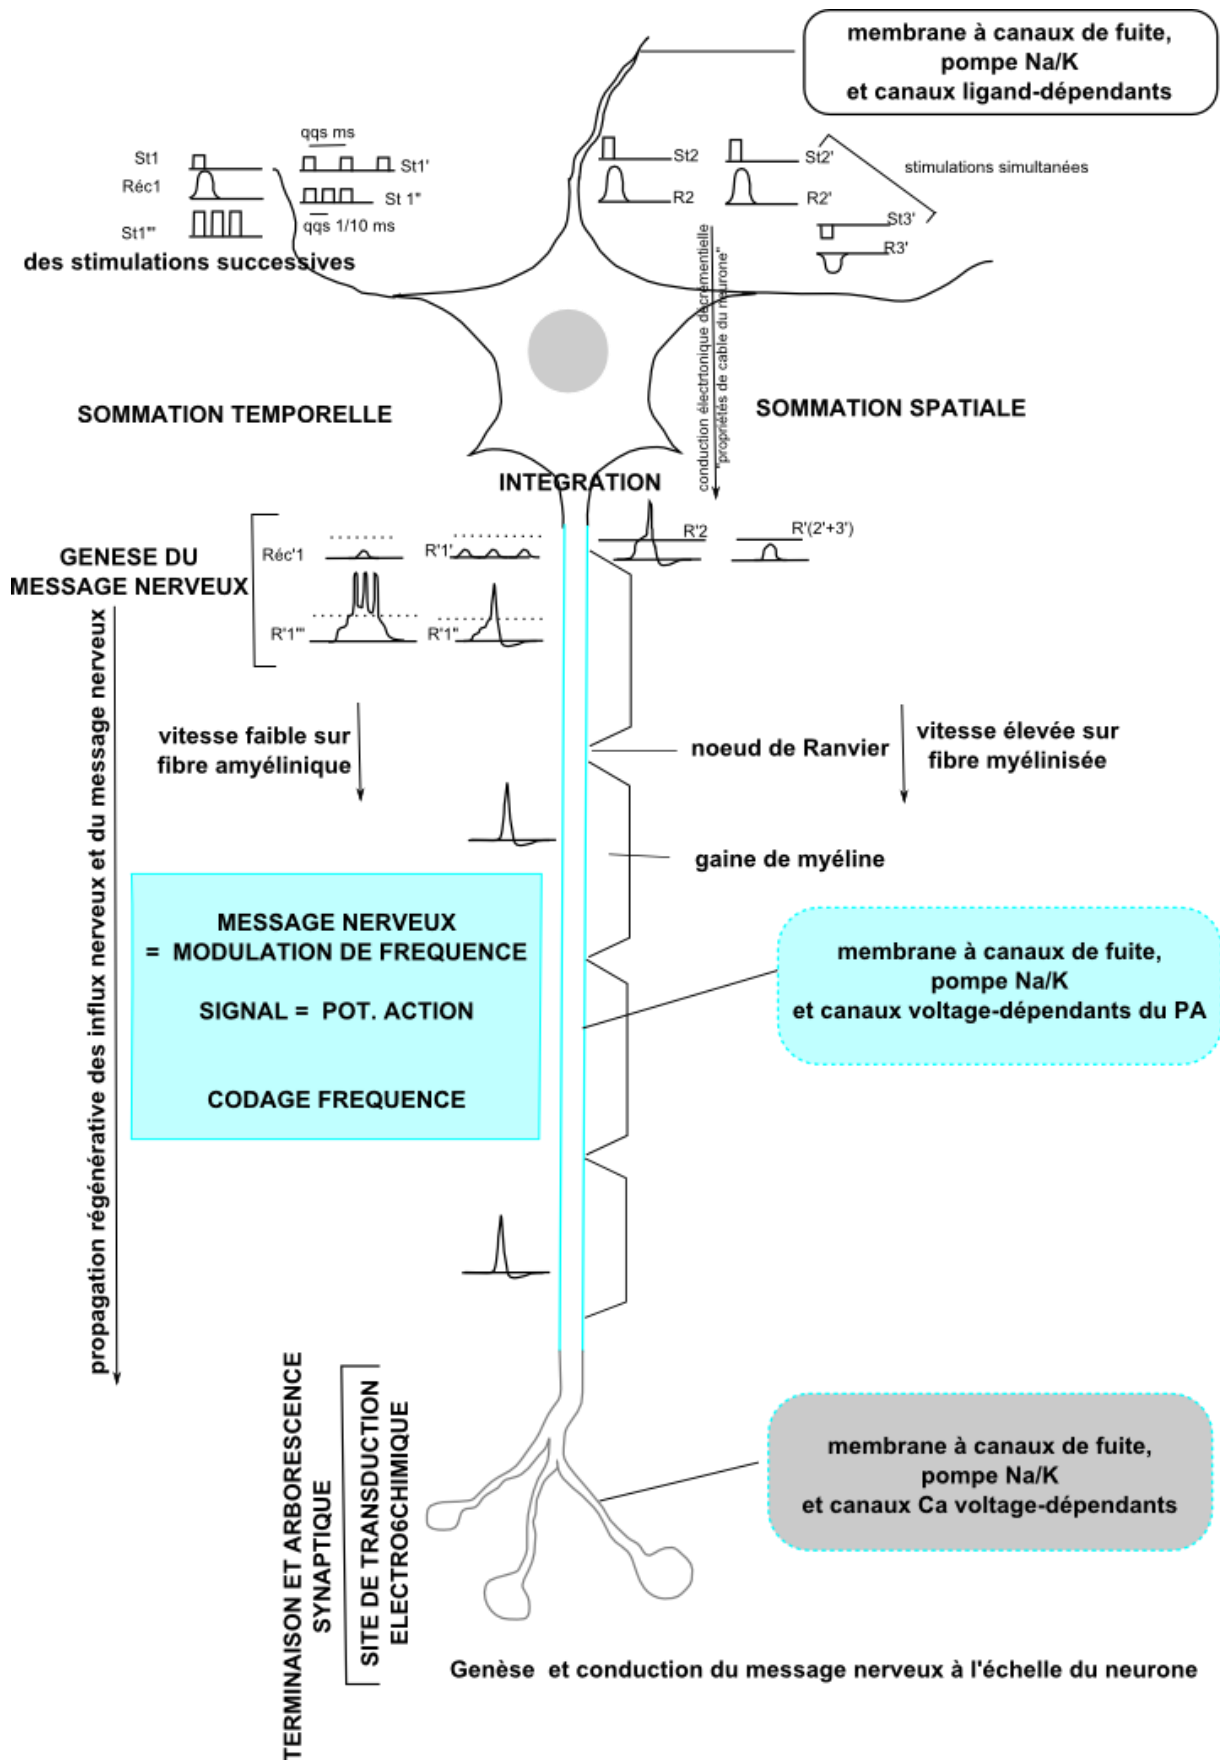 membrane à canaux de fuite,
pompe Na/K
et canaux ligand-dépendants
qqs ms
St1
St1'
Réc1
St 1"
St1'"
qqs 1/10 ms
des stimulations successives
St2
St2'
stimulations simultanées
R2
R2'
St3'
R3'
conduction électrtonique décrémentielle
"propriétés de cable du neurone"
SOMMATION TEMPORELLE
SOMMATION SPATIALE
INTEGRATION
GENESE DU
MESSAGE NERVEUX
Réc'1
R'1'
R'1'"
R'1"
R'2
R'(2'+3')
propagation régénérative des influx nerveux et du message nerveux
vitesse faible sur
fibre amyélinique
noeud de Ranvier
vitesse élevée sur
fibre myélinisée
gaine de myéline
MESSAGE NERVEUX
= MODULATION DE FREQUENCE
SIGNAL = POT. ACTION
CODAGE FREQUENCE
membrane à canaux de fuite,
pompe Na/K
et canaux voltage-dépendants du PA
TERMINAISON ET ARBORESCENCE
SYNAPTIQUE
SITE DE TRANSDUCTION
ELECTRO6CHIMIQUE
membrane à canaux de fuite,
pompe Na/K
et canaux Ca voltage-dépendants
Genèse et conduction du message nerveux à l'échelle du neurone